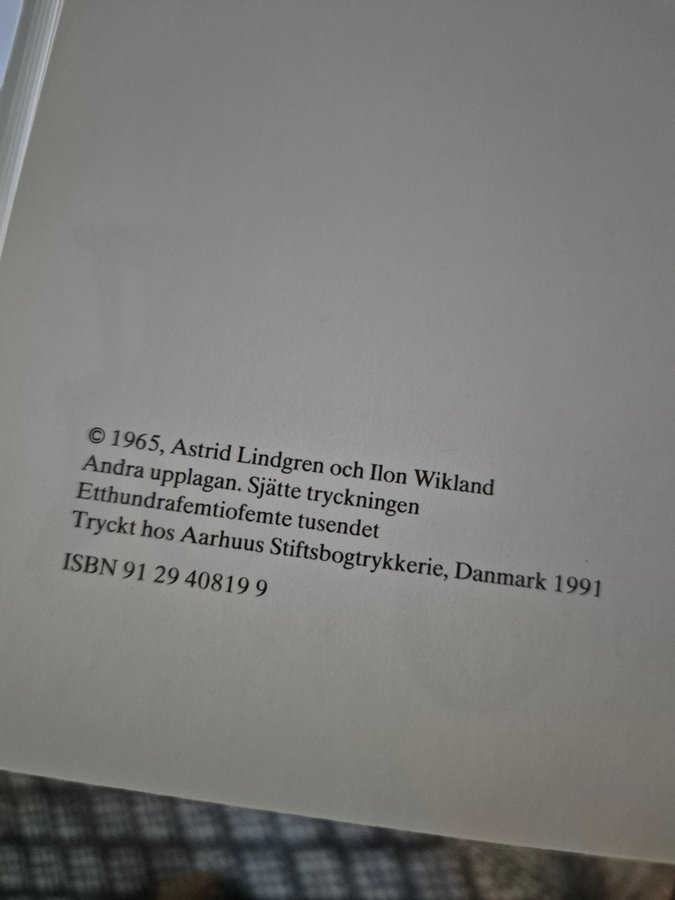 © 1965, Astrid Lindgren och Ilon Wikland
Andra upplagan. Sjätte tryckningen
Etthundrafemtiofemte tusendet
Tryckt hos Aarhuus Stiftsbogtrykkerie, Danmark 1991
ISBN 91 29 40819 9